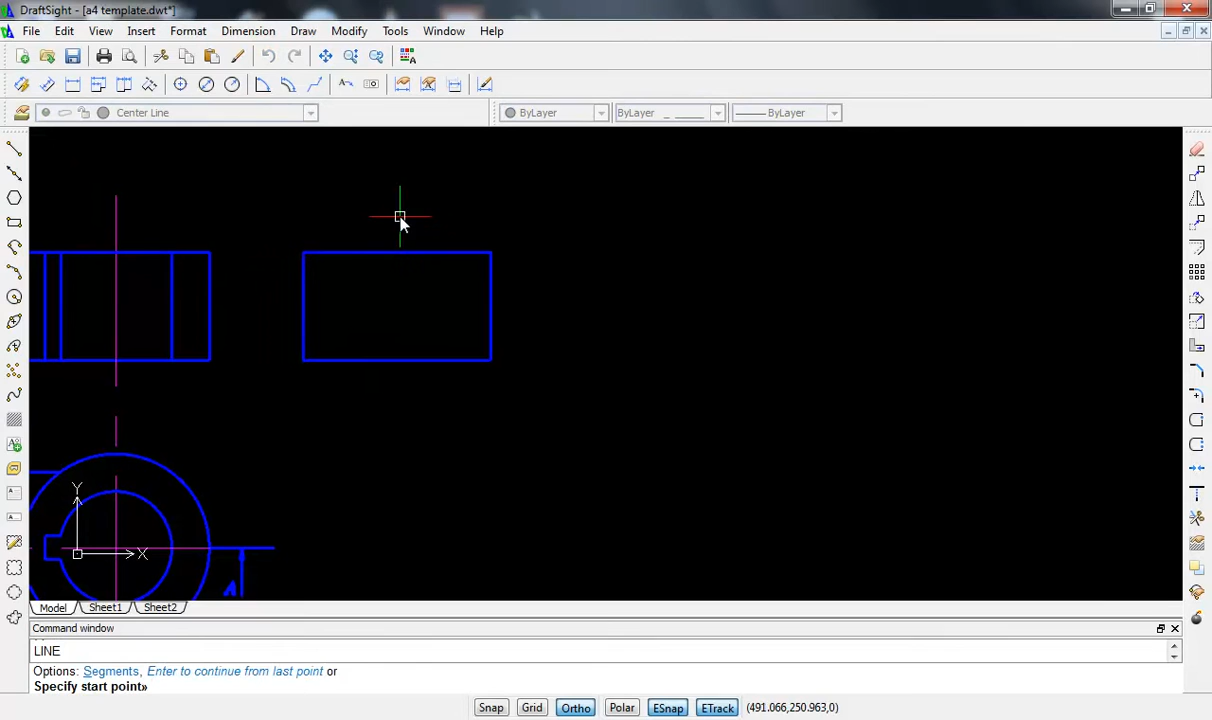 DraftSight - [a4 template.dwt*]
File Edit View Insert Format Dimension Draw Modify Tools Window Help
Center Line ByLayer ByLayer ByLayer
Y
X
Model Sheet1 Sheet2
Command window
LINE
Options: Segments, Enter to continue from last point or
Specify start point»
Snap Grid Ortho Polar ESnap ETrack (491.066,250.963,0)